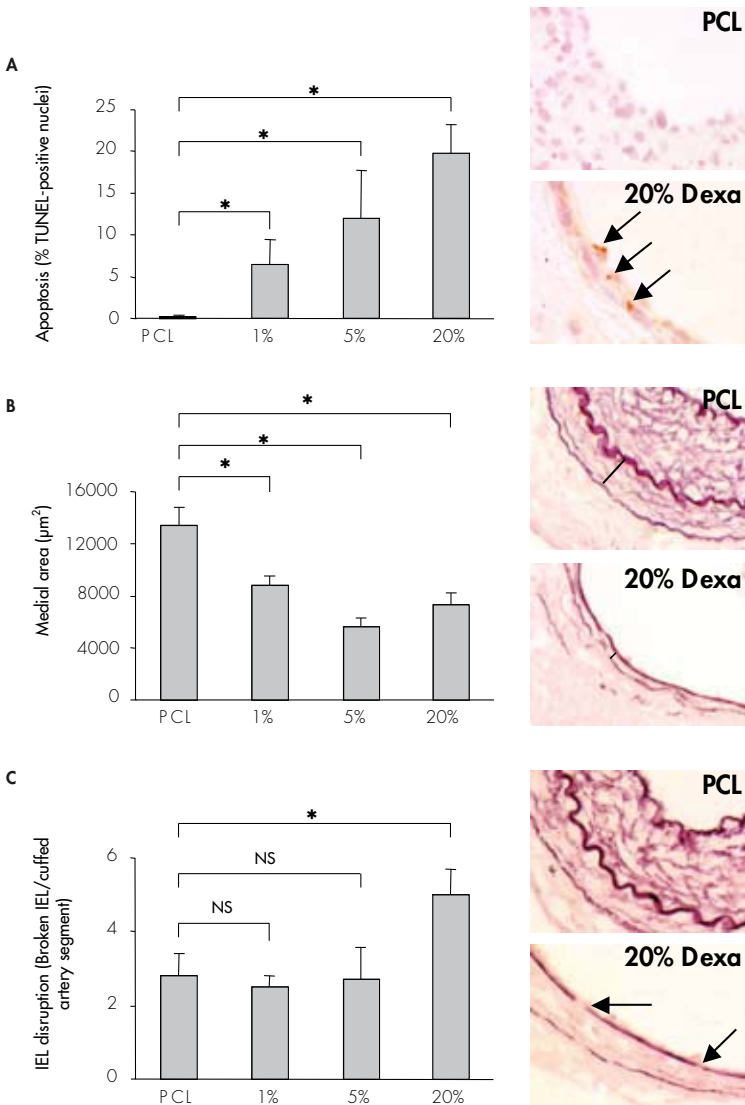 A
Apoptosis (% TUNEL-positive nuclei)
25
20
15
10
5
0
*
*
*
PCL 1% 5% 20%
PCL
20% Dexa
B
Medial area (µm²)
16000
12000
8000
4000
0
*
*
*
PCL 1% 5% 20%
PCL
20% Dexa
C
IEL disruption (Broken IEL/cuffed
artery segment)
6
4
2
0
*
NS
NS
PCL 1% 5% 20%
PCL
20% Dexa